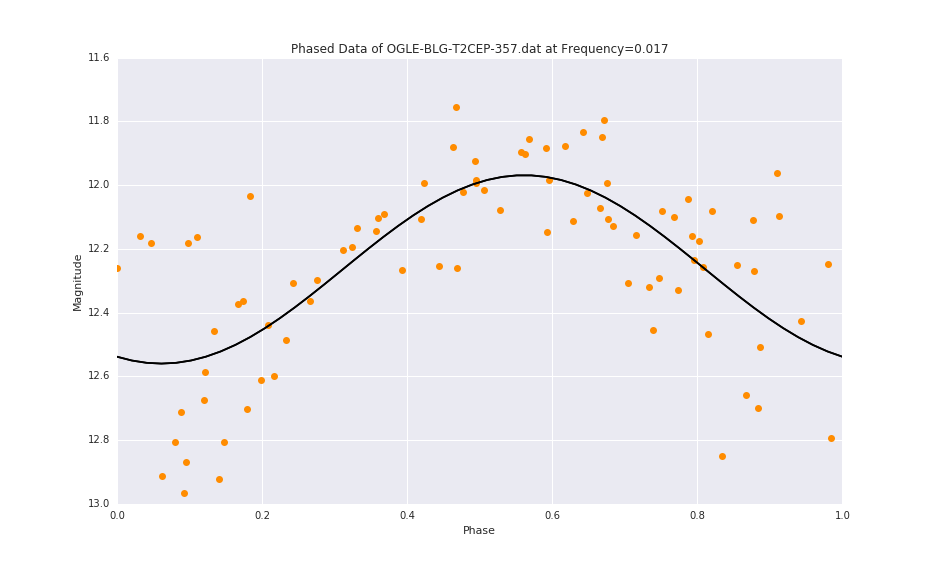 Phased Data of OGLE-BLG-T2CEP-357.dat at Frequency=0.017
11.6
11.8
12.0
12.2
12.4
12.6
12.8
13.0
Magnitude
0.0 0.2 0.4 0.6 0.8 1.0
Phase